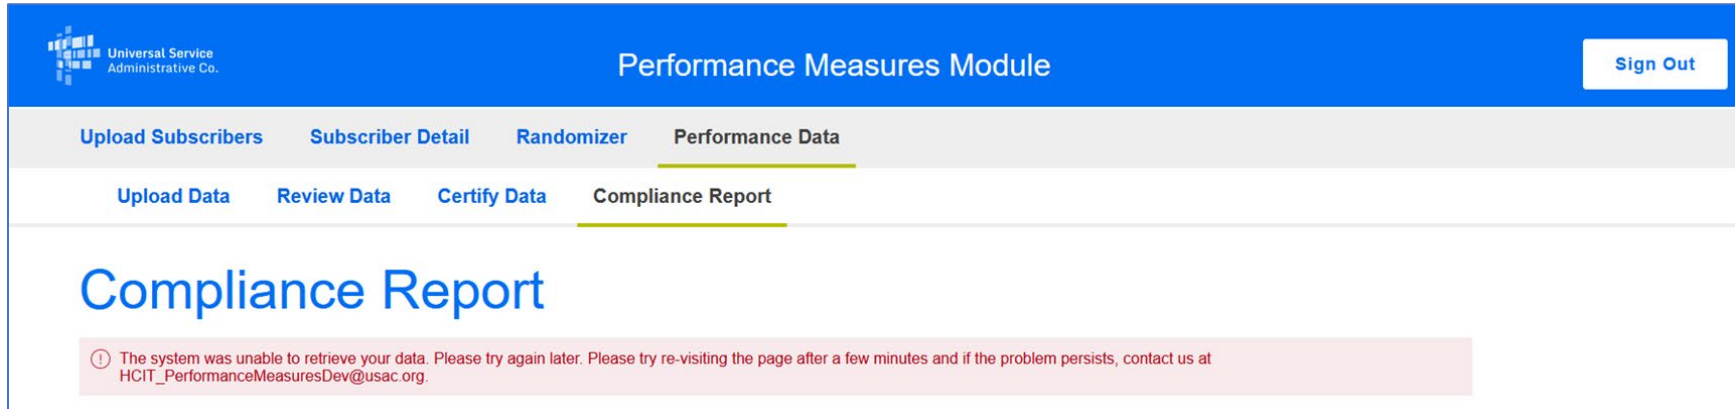 Universal Service
Administrative Co.
Performance Measures Module
Sign Out
Upload Subscribers Subscriber Detail Randomizer Performance Data
Upload Data Review Data Certify Data Compliance Report
Compliance Report
The system was unable to retrieve your data. Please try again later. Please try re-visiting the page after a few minutes and if the problem persists, contact us at
HCIT_PerformanceMeasuresDev@usac.org.